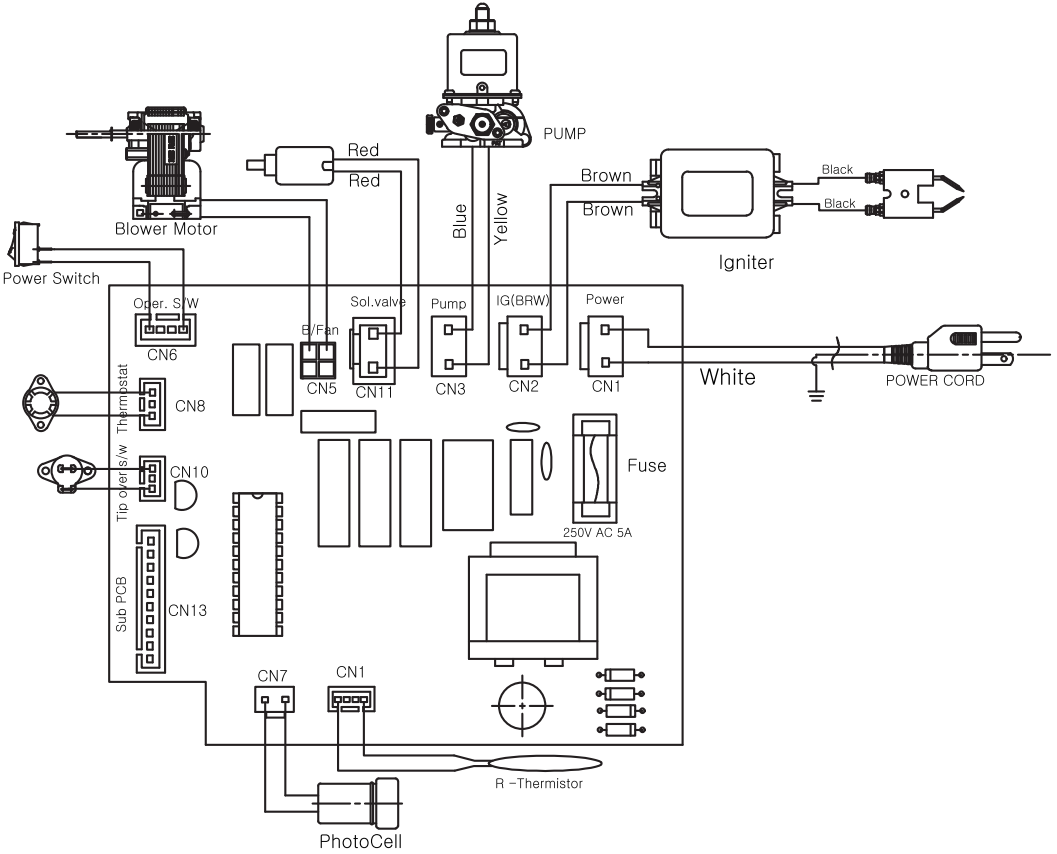 PUMP
Red
Red
Brown
Brown
Black
Black
Blue
Yellow
Blower Motor
Igniter
Power Switch
Oper. S/W
B/Fan
Sol.valve
Pump
IG(BRW)
Power
CN6
CN5
CN11
CN3
CN2
CN1
White
POWER CORD
Thermostat
CN8
Tip over s/w
CN10
Fuse
250V AC 5A
Sub PCB
CN13
CN7
CN1
R -Thermistor
PhotoCell